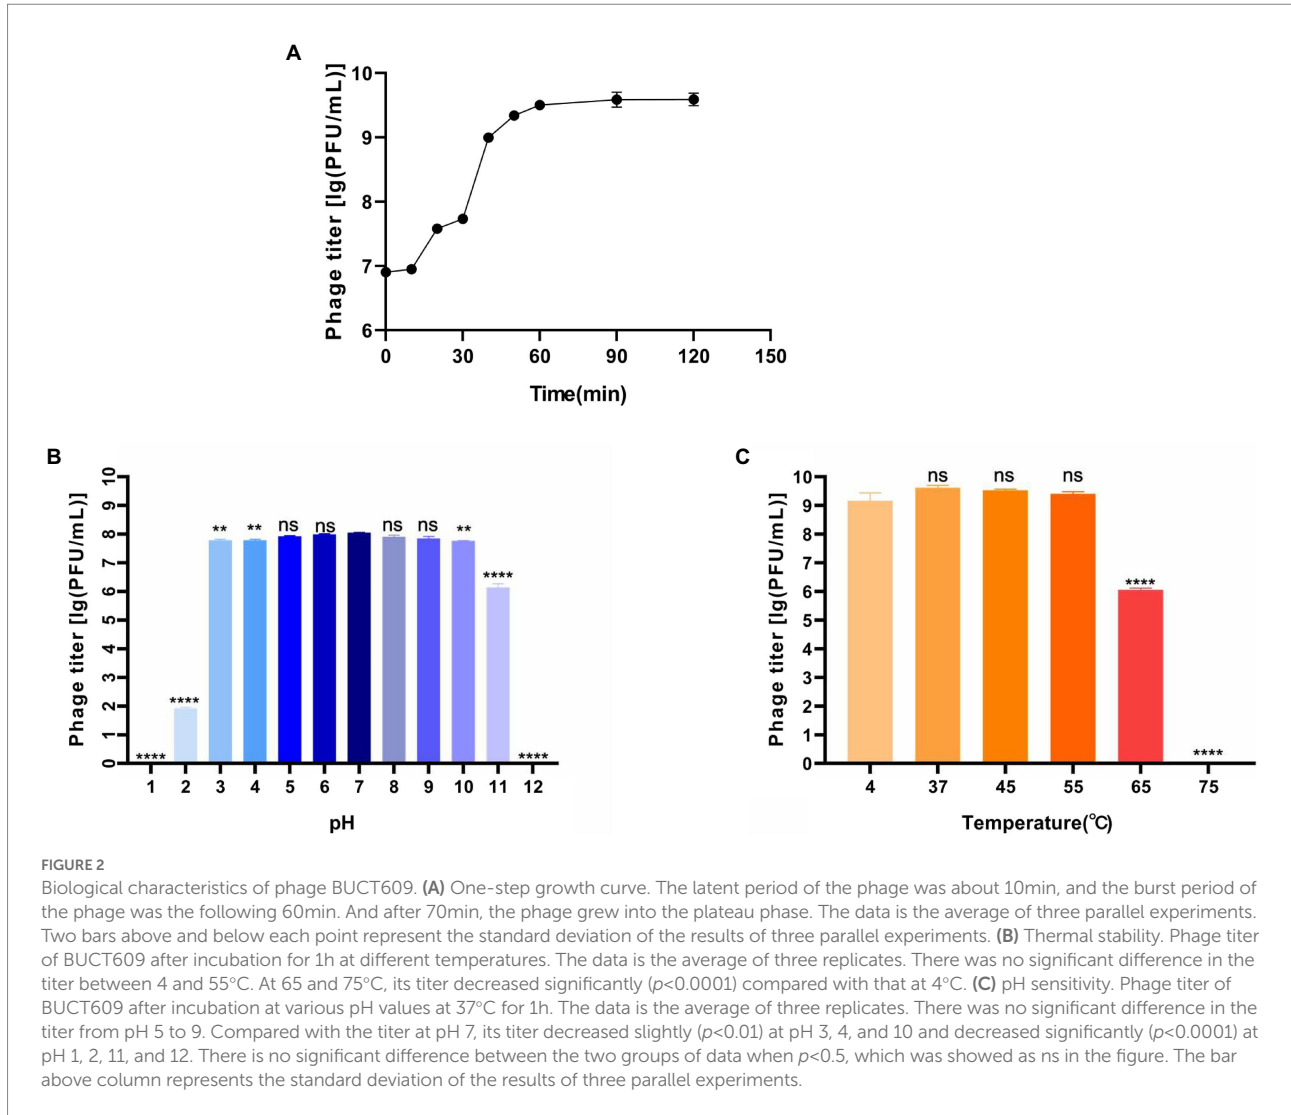 A
Phage titer [lg(PFU/mL)]
10
9
8
7
6
0 30 60 90 120 150
Time(min)
B
Phage titer [lg(PFU/mL)]
10
9
8
7
6
5
4
3
2
1
0
**** **** ** ** ns ns ns ns ** **** ****
1 2 3 4 5 6 7 8 9 10 11 12
pH
C
Phage titer [lg(PFU/mL)]
10
9
8
7
6
5
4
3
2
1
0
ns ns ns **** ****
4 37 45 55 65 75
Temperature(℃)
FIGURE 2
Biological characteristics of phage BUCT609. (A) One-step growth curve. The latent period of the phage was about 10min, and the burst period of
the phage was the following 60min. And after 70min, the phage grew into the plateau phase. The data is the average of three parallel experiments.
Two bars above and below each point represent the standard deviation of the results of three parallel experiments. (B) Thermal stability. Phage titer
of BUCT609 after incubation for 1h at different temperatures. The data is the average of three replicates. There was no significant difference in the
titer between 4 and 55°C. At 65 and 75°C, its titer decreased significantly (p<0.0001) compared with that at 4°C. (C) pH sensitivity. Phage titer of
BUCT609 after incubation at various pH values at 37°C for 1h. The data is the average of three replicates. There was no significant difference in the
titer from pH 5 to 9. Compared with the titer at pH 7, its titer decreased slightly (p<0.01) at pH 3, 4, and 10 and decreased significantly (p<0.0001) at
pH 1, 2, 11, and 12. There is no significant difference between the two groups of data when p<0.5, which was showed as ns in the figure. The bar
above column represents the standard deviation of the results of three parallel experiments.